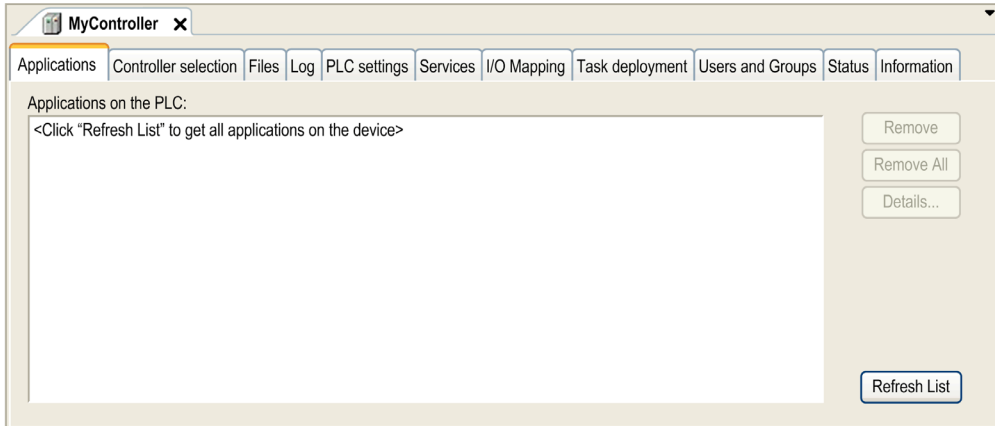 MyController
Applications Controller selection Files Log PLC settings Services I/O Mapping Task deployment Users and Groups Status Information
Applications on the PLC:
<Click “Refresh List” to get all applications on the device>
Remove
Remove All
Details...
Refresh List